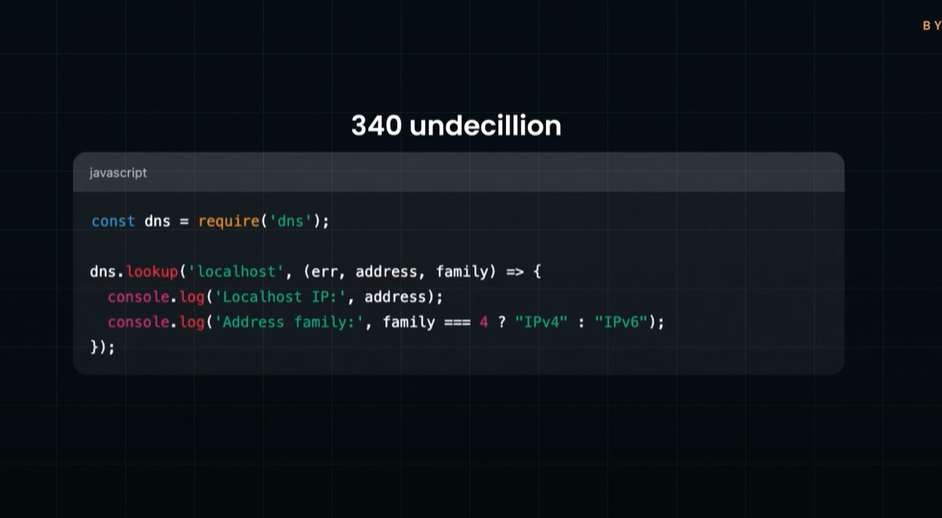 BY
340 undecillion
javascript
const dns = require('dns');
dns.lookup('localhost', (err, address, family) => {
  console.log('Localhost IP:', address);
  console.log('Address family:', family === 4 ? "IPv4" : "IPv6");
});